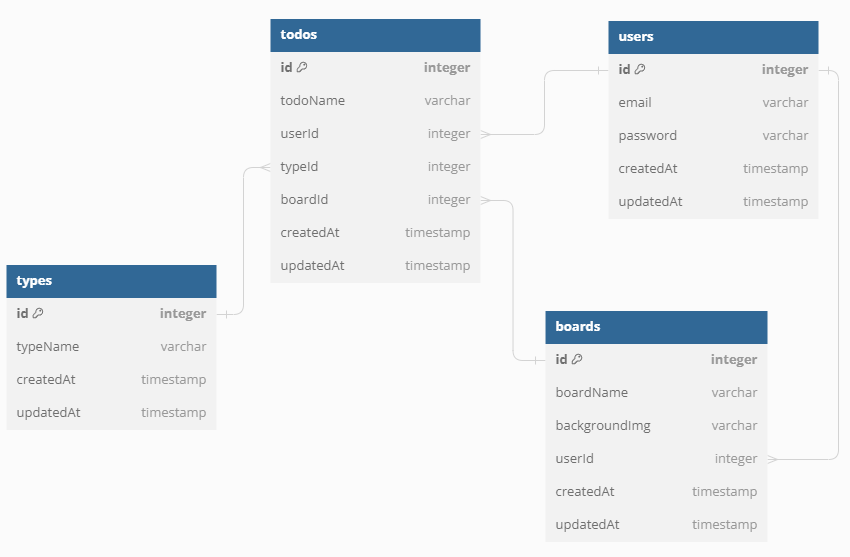 todos
id integer
todoName varchar
userId integer
typeId integer
boardId integer
createdAt timestamp
updatedAt timestamp
users
id integer
email varchar
password varchar
createdAt timestamp
updatedAt timestamp
types
id integer
typeName varchar
createdAt timestamp
updatedAt timestamp
boards
id integer
boardName varchar
backgroundImg varchar
userId integer
createdAt timestamp
updatedAt timestamp